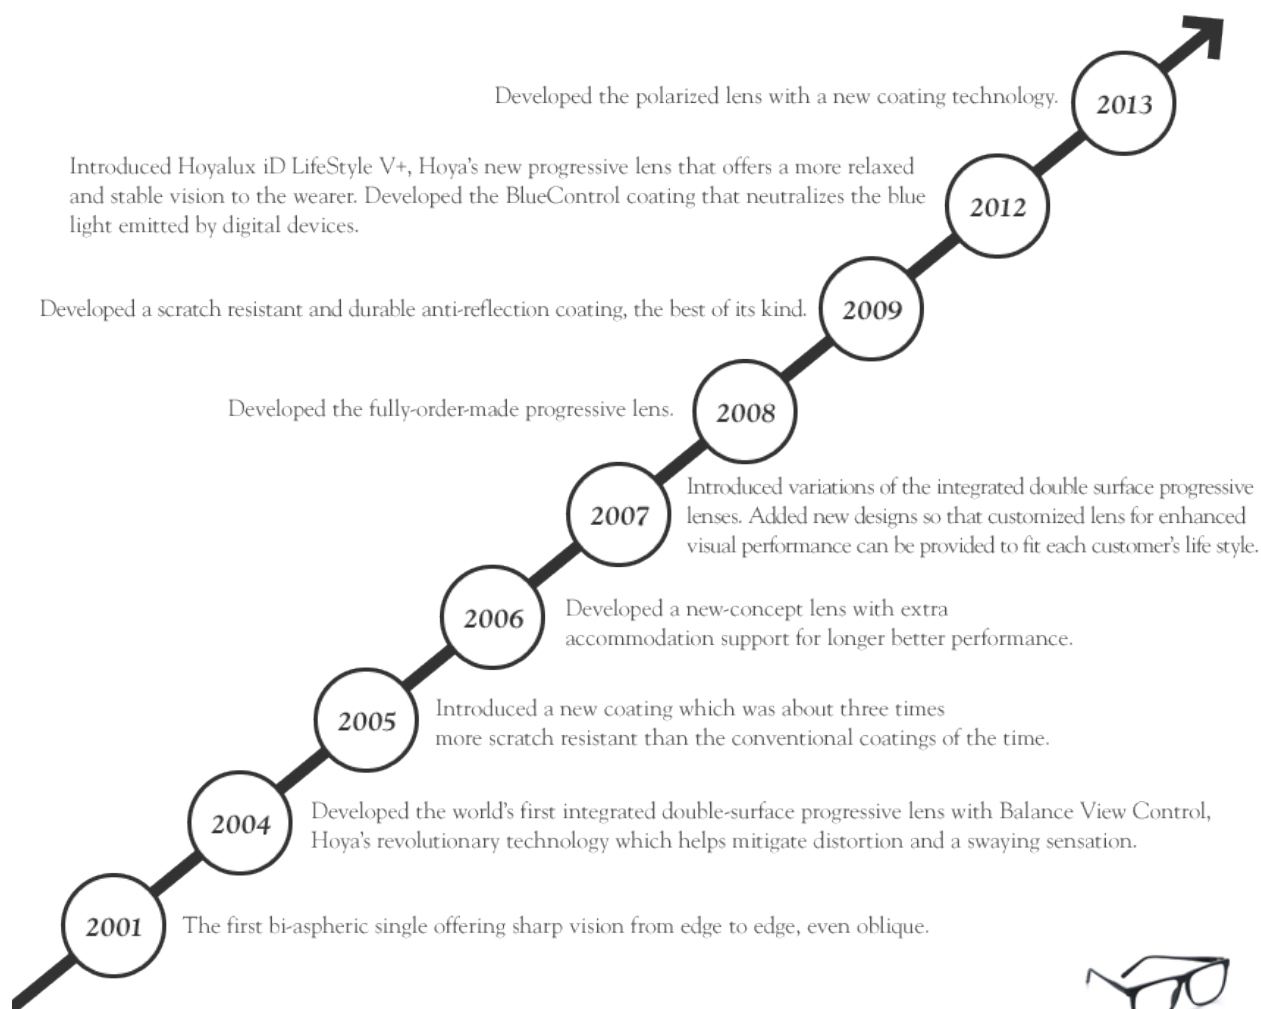 Developed the polarized lens with a new coating technology.
2013
Introduced Hoyalux iD LifeStyle V+, Hoya's new progressive lens that offers a more relaxed
and stable vision to the wearer. Developed the BlueControl coating that neutralizes the blue
light emitted by digital devices.
2012
Developed a scratch resistant and durable anti-reflection coating, the best of its kind.
2009
Developed the fully-order-made progressive lens.
2008
2007
Introduced variations of the integrated double surface progressive
lenses. Added new designs so that customized lens for enhanced
visual performance can be provided to fit each customer's life style.
2006
Developed a new-concept lens with extra
accommodation support for longer better performance.
2005
Introduced a new coating which was about three times
more scratch resistant than the conventional coatings of the time.
2004
Developed the world's first integrated double-surface progressive lens with Balance View Control,
Hoya's revolutionary technology which helps mitigate distortion and a swaying sensation.
2001
The first bi-aspheric single offering sharp vision from edge to edge, even oblique.